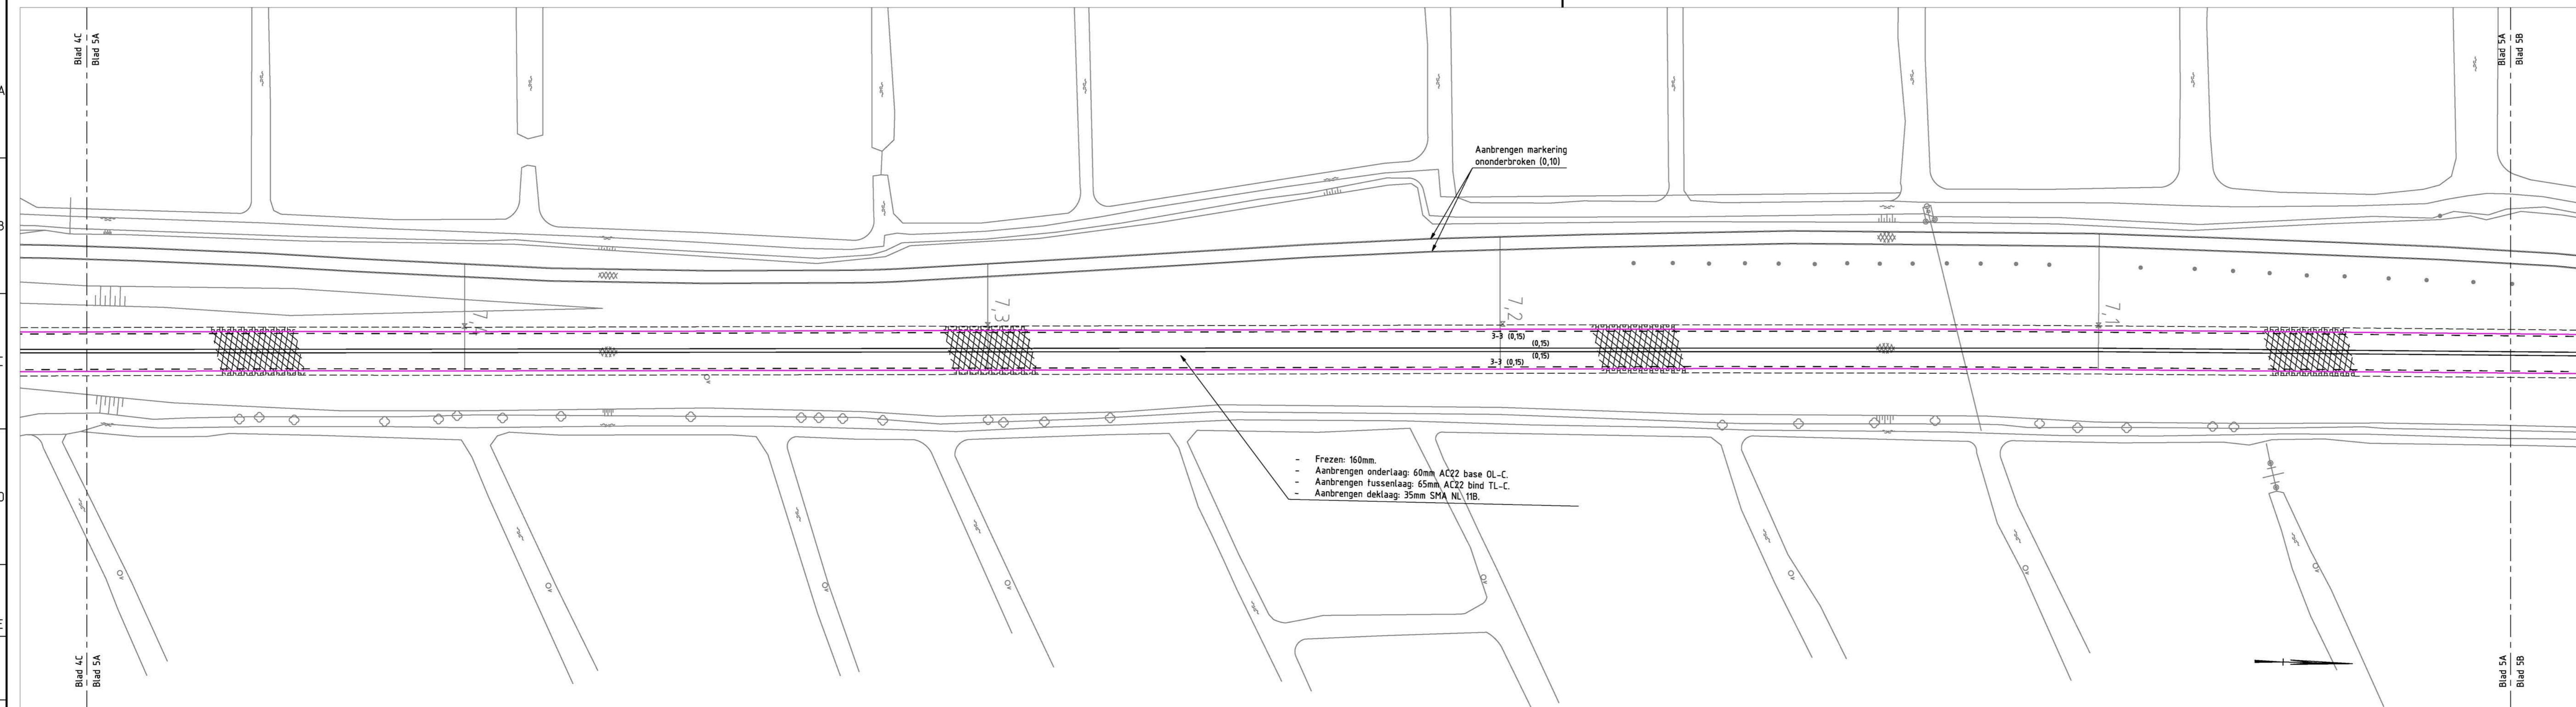 Blad 4C
Blad 5A
Blad 5A
Blad 5B
A
Aanbrengen markering
ononderbroken (0,10)
B
7,4
7,3
7,2
7,1
3-3 (0,15)
(0,15)
(0,15)
3-3 (0,15)
- Frezen: 160mm.
- Aanbrengen onderlaag: 60mm AC22 base OL-C.
- Aanbrengen tussenlaag: 65mm AC22 bind TL-C.
- Aanbrengen deklaag: 35mm SMA NL 11B.
D
E
Blad 4C
Blad 5A
Blad 5A
Blad 5B